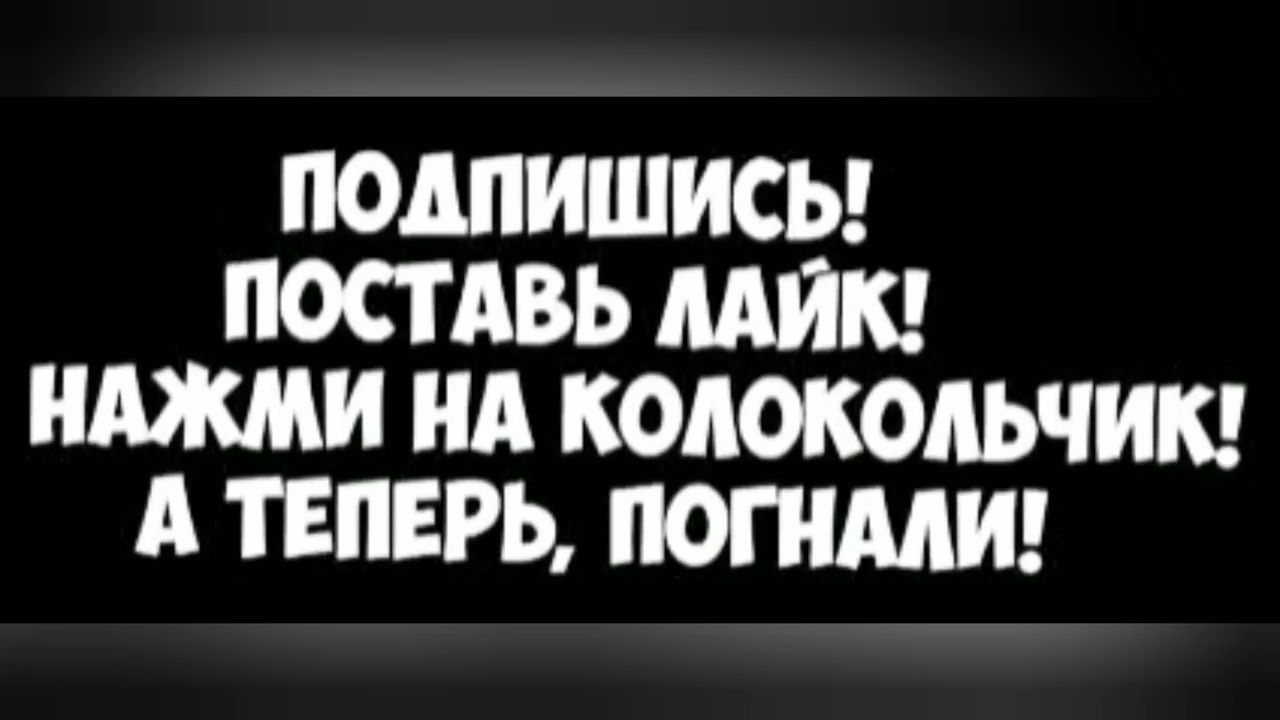 ПОДПИШИСЬ!
ПОСТАВЬ ЛАЙК!
НАЖМИ НА КОЛОКОЛЬЧИК!
А ТЕПЕРЬ, ПОГНАЛИ!